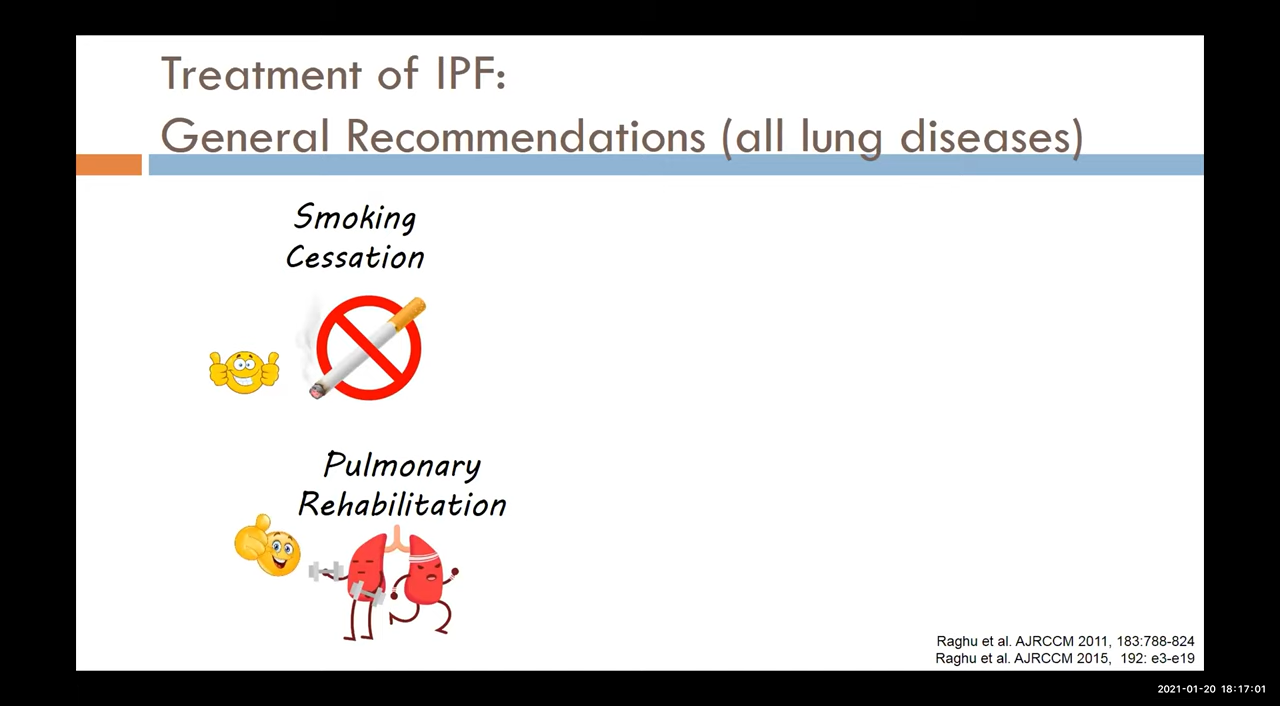 Treatment of IPF:
General Recommendations (all lung diseases)
Smoking
Cessation
Pulmonary
Rehabilitation
Raghu et al. AJRCCM 2011, 183:788-824
Raghu et al. AJRCCM 2015, 192: e3-e19
2021-01-20 18:17:01